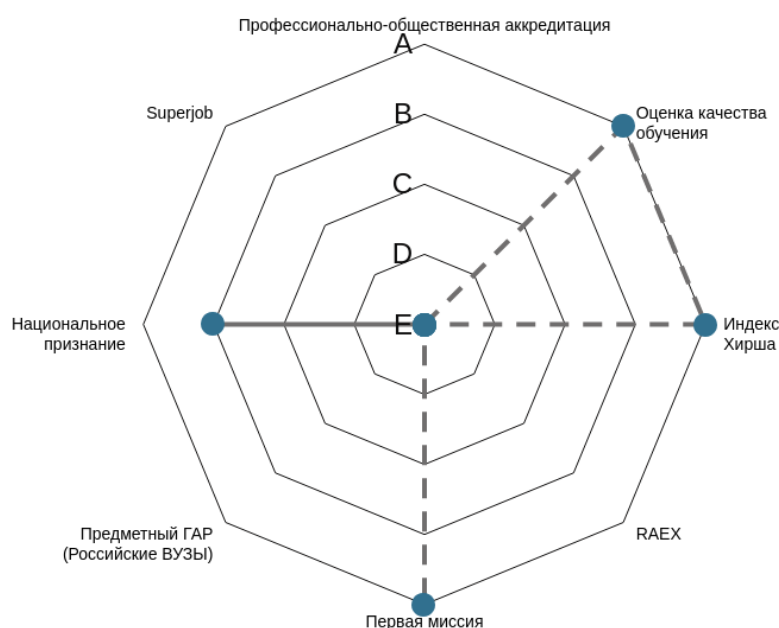 Профессионально-общественная аккредитация
A
Superjob
B
Оценка качества
обучения
C
D
Национальное
признание
E
Индекс
Хирша
Предметный ГАР
(Российские ВУЗЫ)
RAEX
Первая миссия